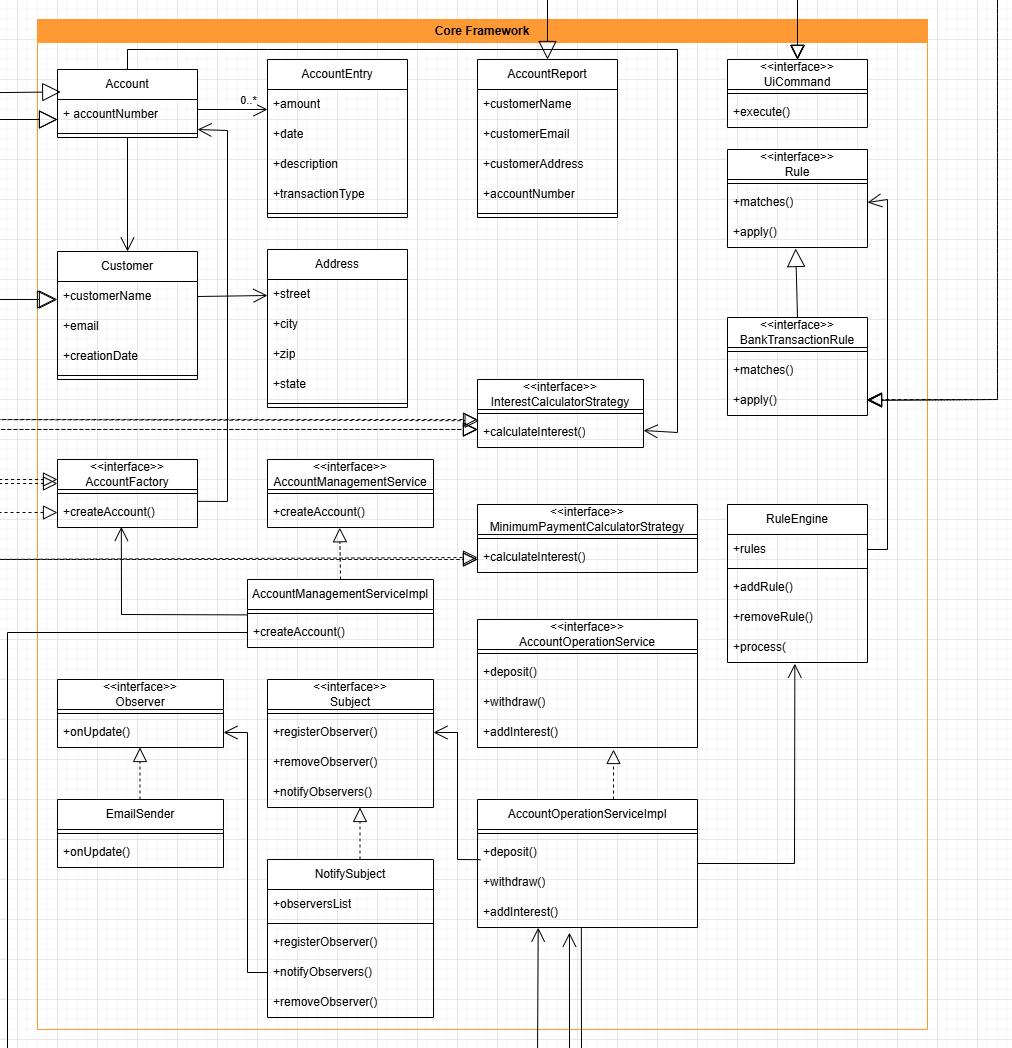 Core Framework
Account
+ accountNumber
0..*
AccountEntry
+amount
+date
+description
+transactionType
AccountReport
+customerName
+customerEmail
+customerAddress
+accountNumber
<<interface>>
UiCommand
+execute()
<<interface>>
Rule
+matches()
+apply()
Customer
+customerName
+email
+creationDate
Address
+street
+city
+zip
+state
<<interface>>
BankTransactionRule
+matches()
+apply()
<<interface>>
InterestCalculatorStrategy
+calculateInterest()
<<interface>>
AccountFactory
+createAccount()
<<interface>>
AccountManagementService
+createAccount()
<<interface>>
MinimumPaymentCalculatorStrategy
+calculateInterest()
RuleEngine
+rules
+addRule()
+removeRule()
+process(
AccountManagementServiceImpl
+createAccount()
<<interface>>
AccountOperationService
+deposit()
+withdraw()
+addInterest()
<<interface>>
Observer
+onUpdate()
<<interface>>
Subject
+registerObserver()
+removeObserver()
+notifyObservers()
EmailSender
+onUpdate()
AccountOperationServiceImpl
+deposit()
+withdraw()
+addInterest()
NotifySubject
+observersList
+registerObserver()
+notifyObservers()
+removeObserver()